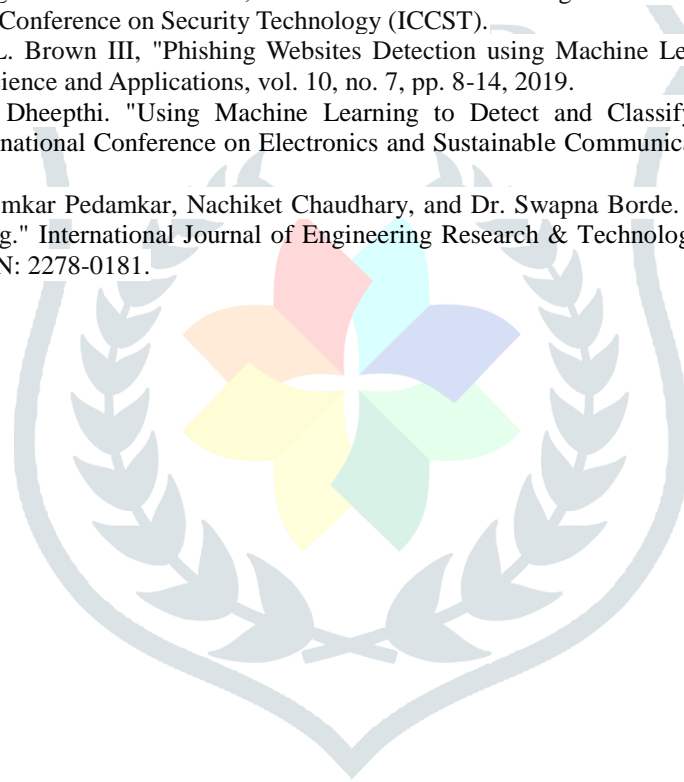 Conference on Security Technology (ICCST).
L. Brown III, "Phishing Websites Detection using Machine Le
ience and Applications, vol. 10, no. 7, pp. 8-14, 2019.
Dheepthi. "Using Machine Learning to Detect and Classify
national Conference on Electronics and Sustainable Communica
mkar Pedamkar, Nachiket Chaudhary, and Dr. Swapna Borde.
g." International Journal of Engineering Research & Technolog
N: 2278-0181.